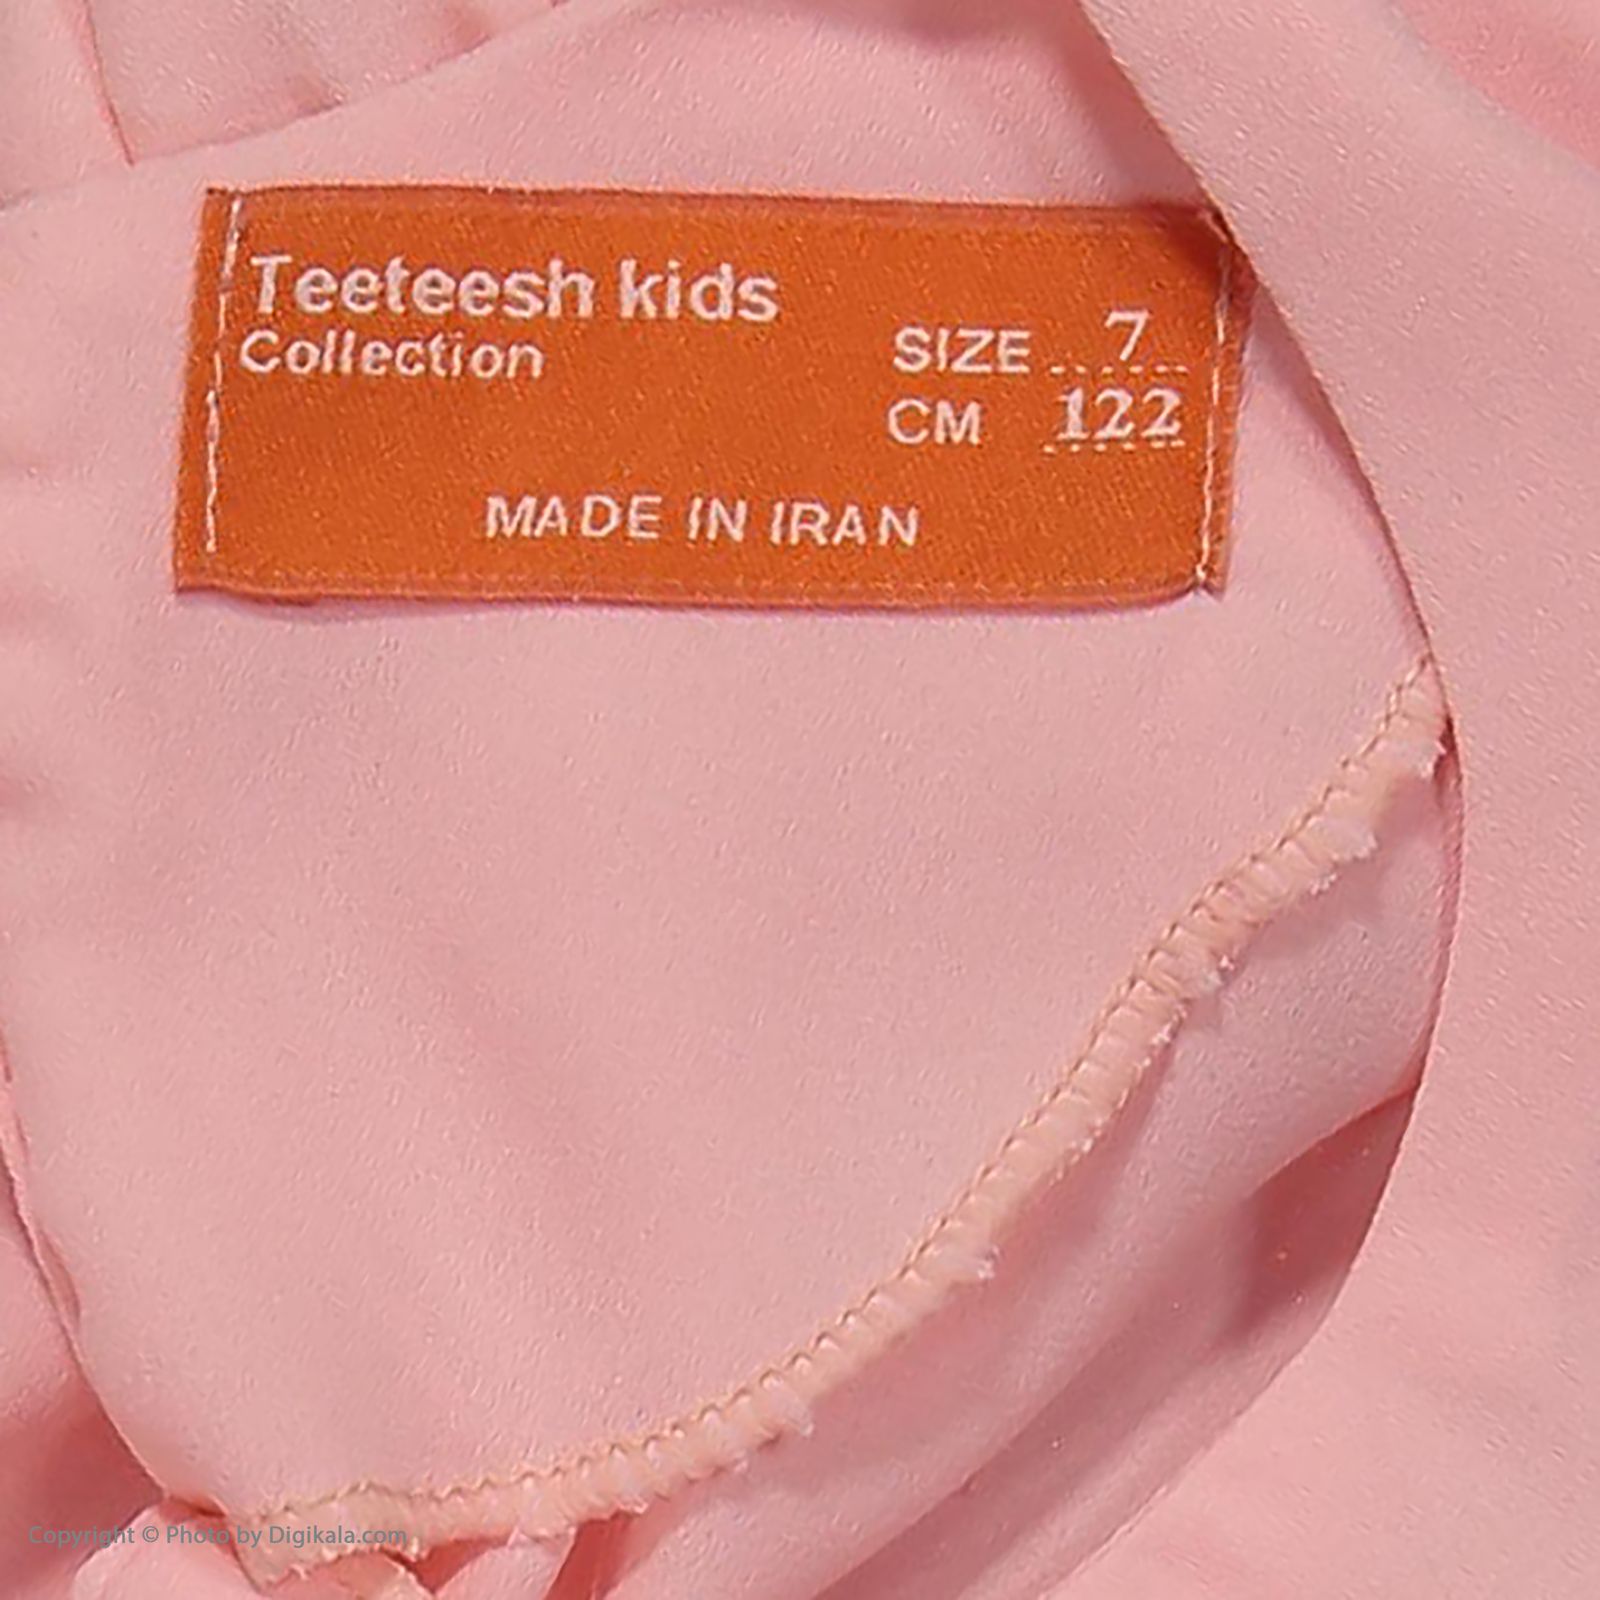 Teeteesh kids
Collection
SIZE 7
CM 122
MADE IN IRAN
Copyright © Photo by Digikala.com